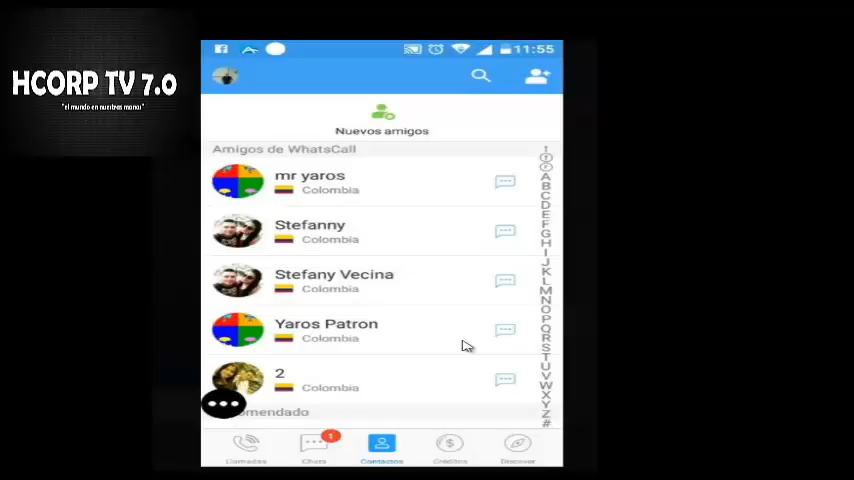 HCORP TV 7.0
"el mundo en nuestras manos"
11:55
Nuevos amigos
Amigos de WhatsCall
mr yaros
Colombia
Stefanny
Colombia
Stefany Vecina
Colombia
Yaros Patron
Colombia
2
Colombia
omendado
A
B
C
D
E
F
G
H
I
J
K
L
M
N
O
P
Q
R
S
T
U
V
W
X
Y
Z
#
1
Llamadas
Chats
Contactos
Créditos
Discover